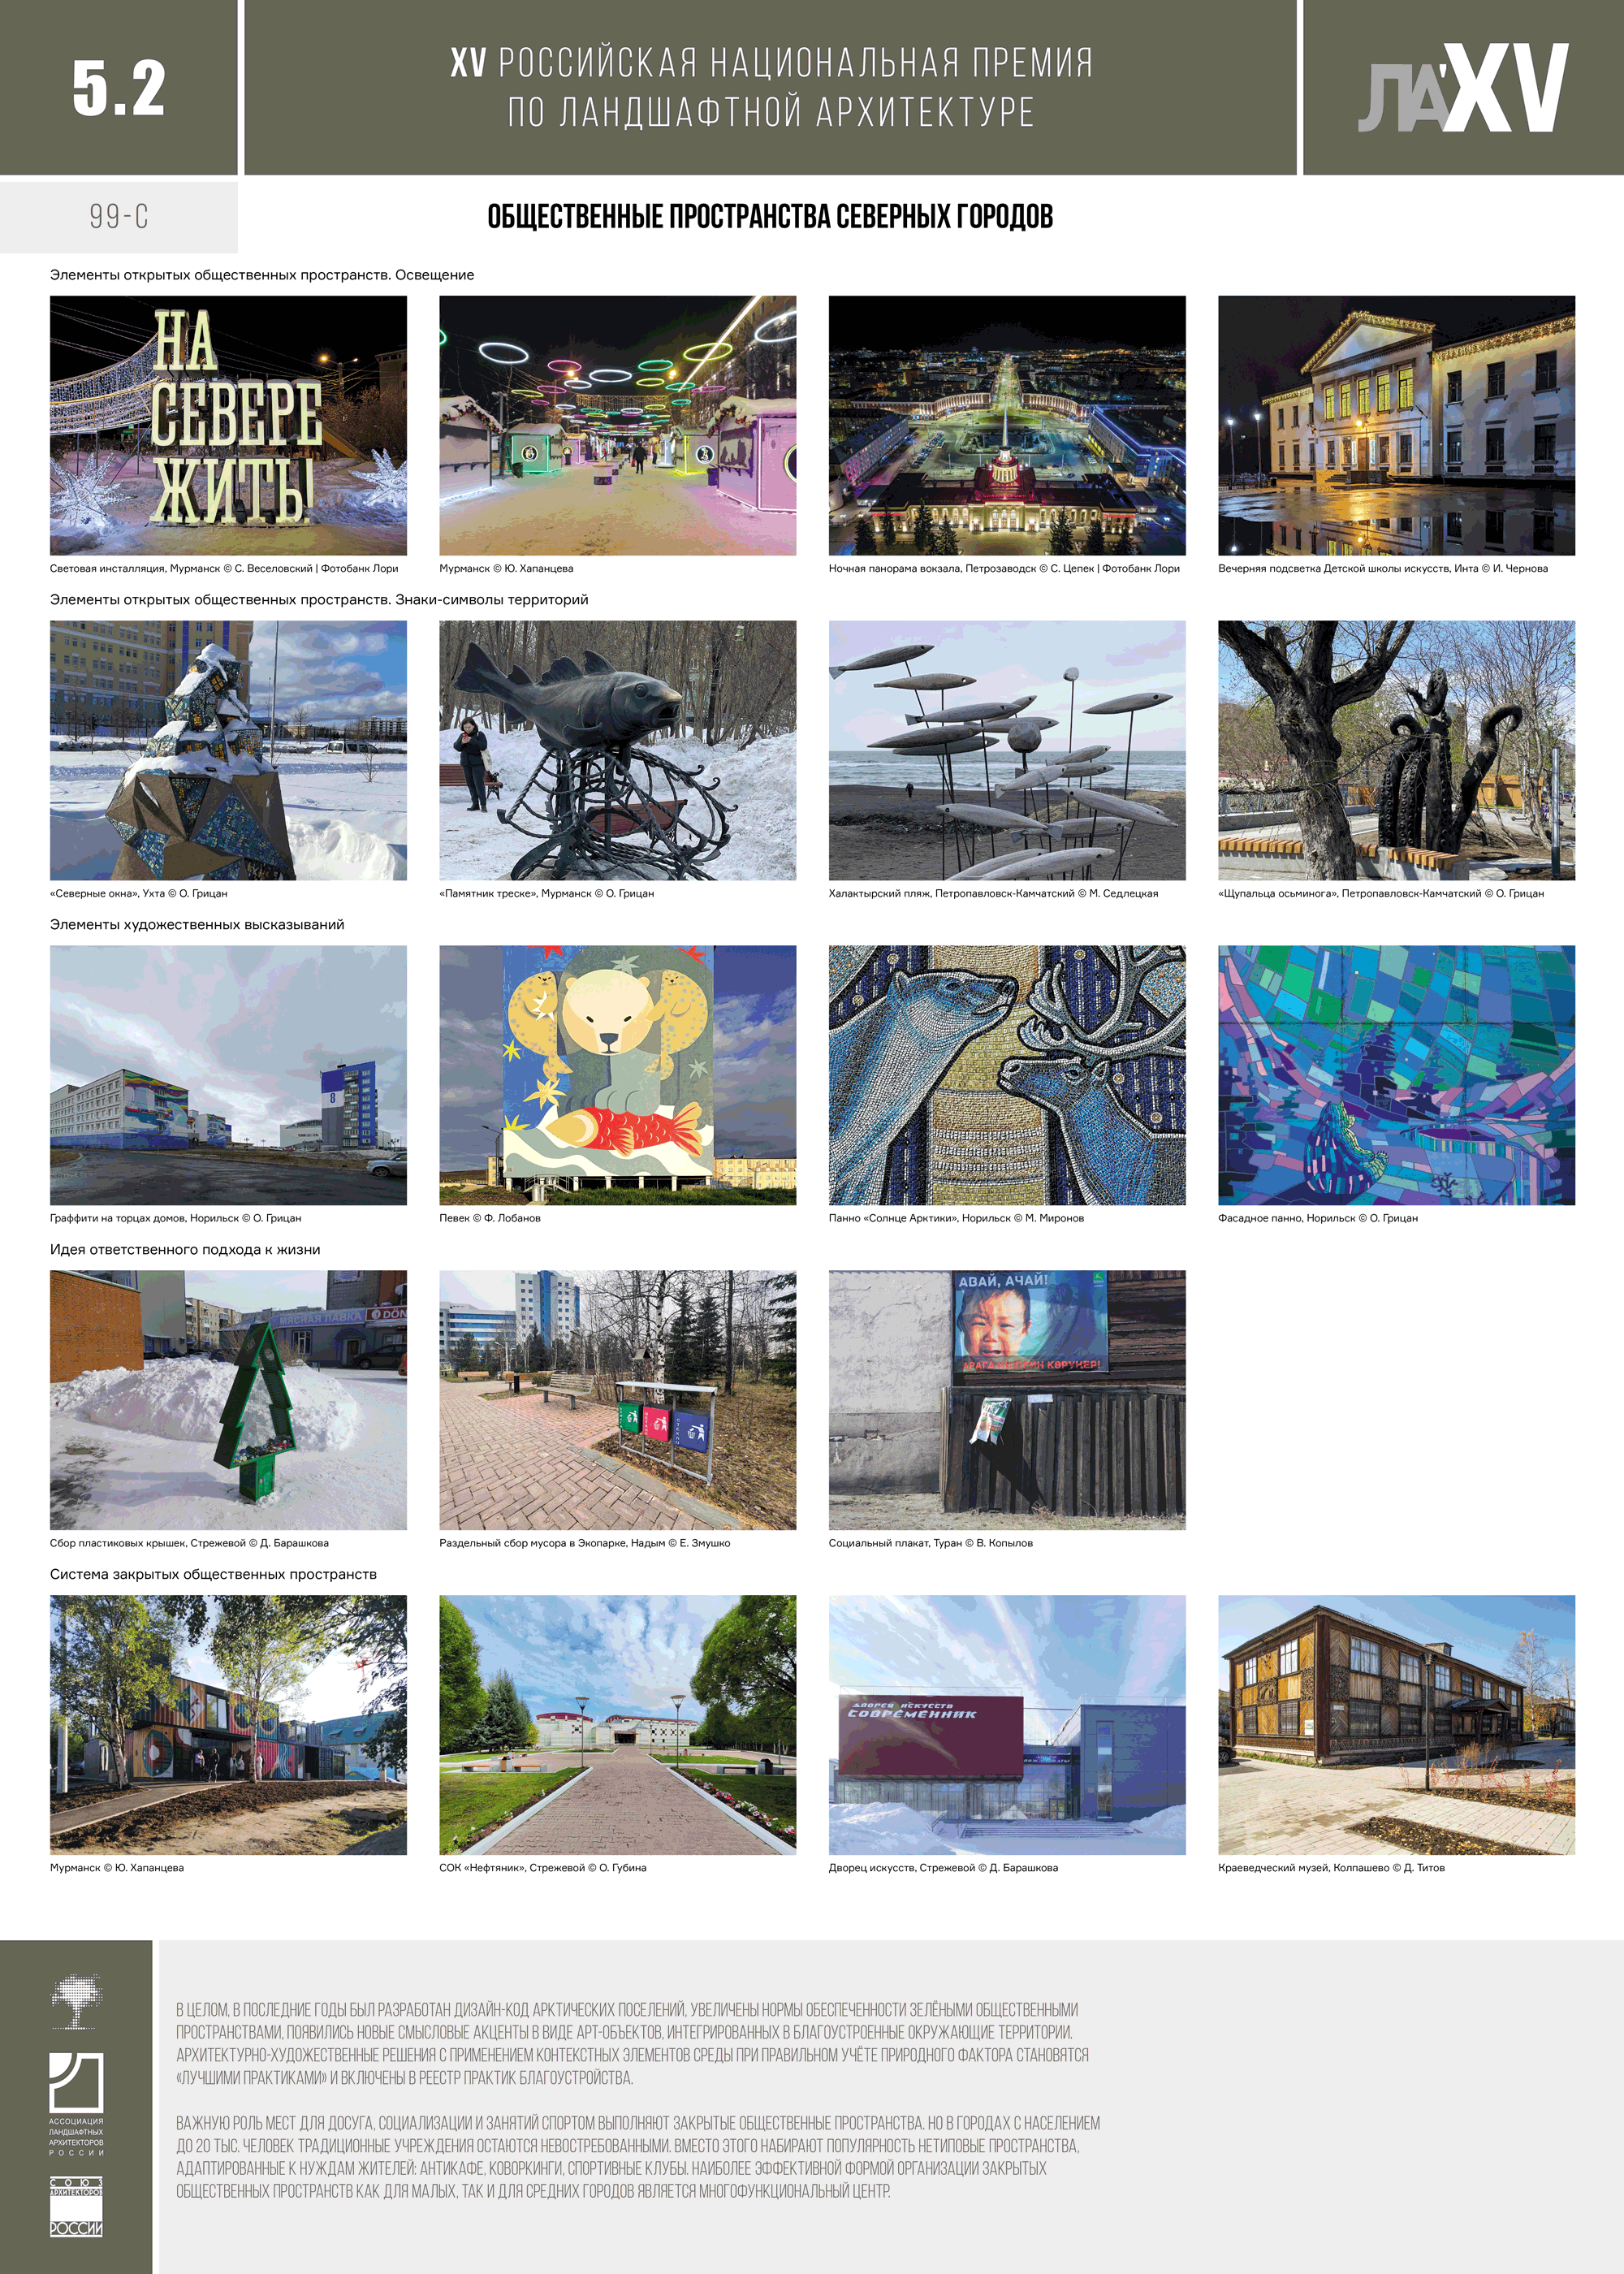 5.2
XV РОССИЙСКАЯ НАЦИОНАЛЬНАЯ ПРЕМИЯ
ПО ЛАНДШАФТНОЙ АРХИТЕКТУРЕ
ЛА'XV
99-С
ОБЩЕСТВЕННЫЕ ПРОСТРАНСТВА СЕВЕРНЫХ ГОРОДОВ
Элементы открытых общественных пространств. Освещение
НА
СЕВЕРЕ
ЖИТЬ!
Световая инсталляция, Мурманск © С. Веселовский | Фотобанк Лори
Мурманск © Ю. Хапанцева
Ночная панорама вокзала, Петрозаводск © С. Цепек | Фотобанк Лори
Вечерняя подсветка Детской школы искусств, Инта © И. Чернова
Элементы открытых общественных пространств. Знаки-символы территорий
«Северные окна», Ухта © О. Грицан
«Памятник треске», Мурманск © О. Грицан
Халактырский пляж, Петропавловск-Камчатский © М. Седлецкая
«Щупальца осьминога», Петропавловск-Камчатский © О. Грицан
Элементы художественных высказываний
8
Граффити на торцах домов, Норильск © О. Грицан
Певек © Ф. Лобанов
Панно «Солнце Арктики», Норильск © М. Миронов
Фасадное панно, Норильск © О. Грицан
Идея ответственного подхода к жизни
МЯСНАЯ ЛАВКА
DÖN
АВАЙ, АЧАЙ!
АРАГА ИШПЕИН КӨРҮҢЕР!
Сбор пластиковых крышек, Стрежевой © Д. Барашкова
Раздельный сбор мусора в Экопарке, Надым © Е. Змушко
Социальный плакат, Туран © В. Копылов
Система закрытых общественных пространств
ДВОРЕЦ ИСКУССТВ
СОВРЕМЕННИК
Мурманск © Ю. Хапанцева
СОК «Нефтяник», Стрежевой © О. Губина
Дворец искусств, Стрежевой © Д. Барашкова
Краеведческий музей, Колпашево © Д. Титов
В ЦЕЛОМ, В ПОСЛЕДНИЕ ГОДЫ БЫЛ РАЗРАБОТАН ДИЗАЙН-КОД АРКТИЧЕСКИХ ПОСЕЛЕНИЙ, УВЕЛИЧЕНЫ НОРМЫ ОБЕСПЕЧЕННОСТИ ЗЕЛЁНЫМИ ОБЩЕСТВЕННЫМИ
ПРОСТРАНСТВАМИ, ПОЯВИЛИСЬ НОВЫЕ СМЫСЛОВЫЕ АКЦЕНТЫ В ВИДЕ АРТ-ОБЪЕКТОВ, ИНТЕГРИРОВАННЫХ В БЛАГОУСТРОЕННЫЕ ОКРУЖАЮЩИЕ ТЕРРИТОРИИ.
АРХИТЕКТУРНО-ХУДОЖЕСТВЕННЫЕ РЕШЕНИЯ С ПРИМЕНЕНИЕМ КОНТЕКСТНЫХ ЭЛЕМЕНТОВ СРЕДЫ ПРИ ПРАВИЛЬНОМ УЧЁТЕ ПРИРОДНОГО ФАКТОРА СТАНОВЯТСЯ
«ЛУЧШИМИ ПРАКТИКАМИ» И ВКЛЮЧЕНЫ В РЕЕСТР ПРАКТИК БЛАГОУСТРОЙСТВА.
ВАЖНУЮ РОЛЬ МЕСТ ДЛЯ ДОСУГА, СОЦИАЛИЗАЦИИ И ЗАНЯТИЙ СПОРТОМ ВЫПОЛНЯЮТ ЗАКРЫТЫЕ ОБЩЕСТВЕННЫЕ ПРОСТРАНСТВА. НО В ГОРОДАХ С НАСЕЛЕНИЕМ
ДО 20 ТЫС. ЧЕЛОВЕК ТРАДИЦИОННЫЕ УЧРЕЖДЕНИЯ ОСТАЮТСЯ НЕВОСТРЕБОВАННЫМИ. ВМЕСТО ЭТОГО НАБИРАЮТ ПОПУЛЯРНОСТЬ НЕТИПОВЫЕ ПРОСТРАНСТВА,
АДАПТИРОВАННЫЕ К НУЖДАМ ЖИТЕЛЕЙ: АНТИКАФЕ, КОВОРКИНГИ, СПОРТИВНЫЕ КЛУБЫ. НАИБОЛЕЕ ЭФФЕКТИВНОЙ ФОРМОЙ ОРГАНИЗАЦИИ ЗАКРЫТЫХ
ОБЩЕСТВЕННЫХ ПРОСТРАНСТВ КАК ДЛЯ МАЛЫХ, ТАК И ДЛЯ СРЕДНИХ ГОРОДОВ ЯВЛЯЕТСЯ МНОГОФУНКЦИОНАЛЬНЫЙ ЦЕНТР.
АССОЦИАЦИЯ
ЛАНДШАФТНЫХ
АРХИТЕКТОРОВ
РОССИИ
СОЮЗ
АРХИТЕКТОРОВ
РОССИИ